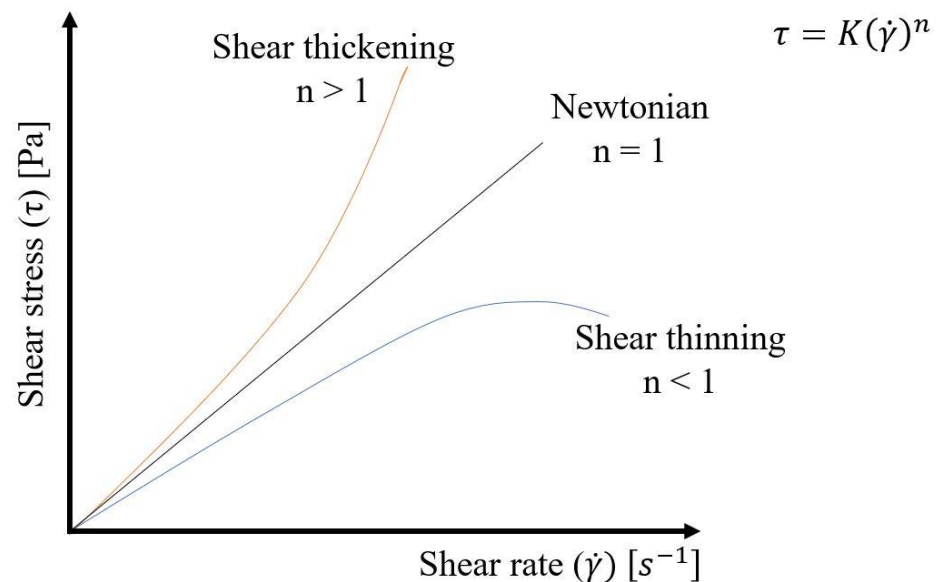 τ = K(γ̇)ⁿ
Shear thickening
n > 1
Newtonian
n = 1
Shear stress (τ) [Pa]
Shear thinning
n < 1
Shear rate (γ̇) [s⁻¹]